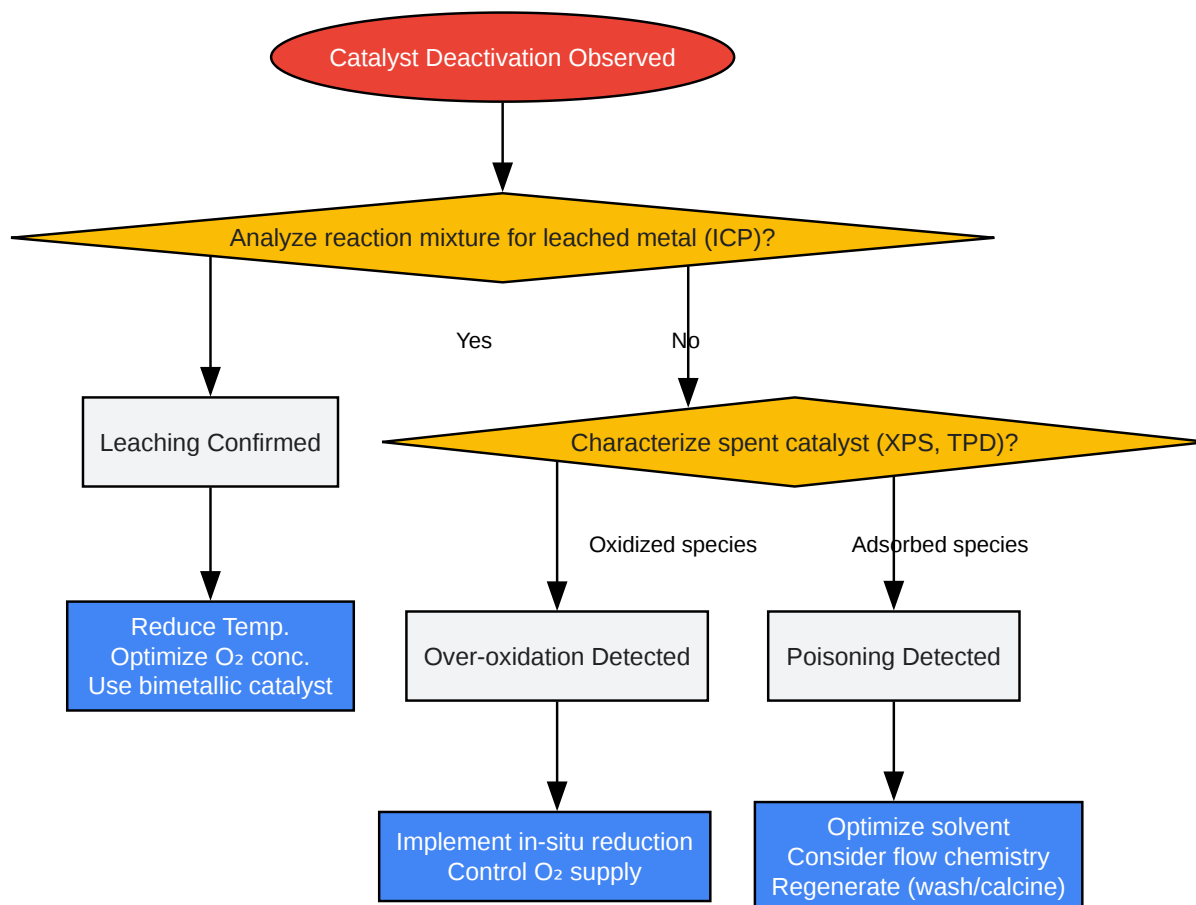 Catalyst Deactivation Observed
Analyze reaction mixture for leached metal (ICP)?
Yes
No
Leaching Confirmed
Characterize spent catalyst (XPS, TPD)?
Oxidized species
Adsorbed species
Reduce Temp.
Optimize O₂ conc.
Use bimetallic catalyst
Over-oxidation Detected
Poisoning Detected
Implement in-situ reduction
Control O₂ supply
Optimize solvent
Consider flow chemistry
Regenerate (wash/calcine)